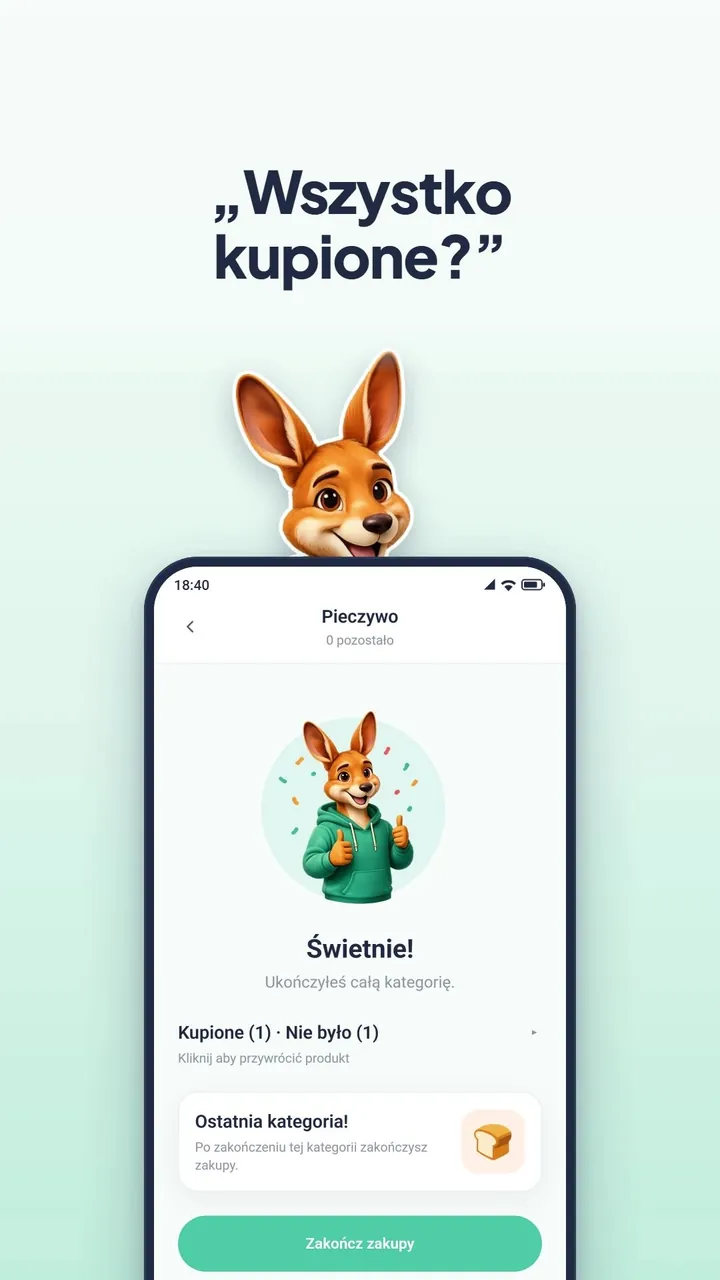 „Wszystko
kupione?”
18:40
Pieczywo
0 pozostało
Świetnie!
Ukończyłeś całą kategorię.
Kupione (1) · Nie było (1)
Kliknij aby przywrócić produkt
Ostatnia kategoria!
Po zakończeniu tej kategorii zakończysz
zakupy.
Zakończ zakupy